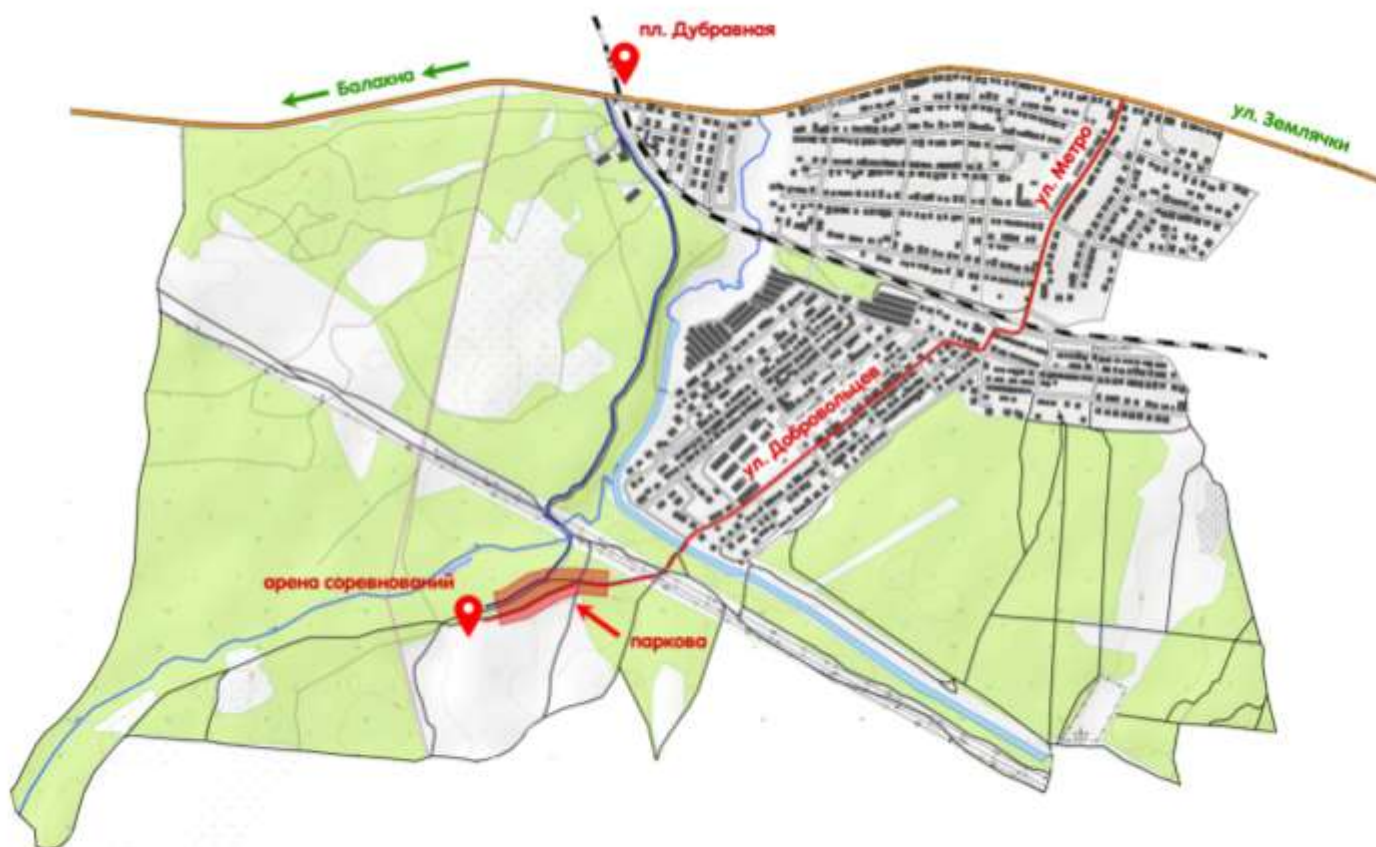 пл. Дубравная
Балахна
ул. Землячки
ул. Метро
ул. Добровольцев
арена соревнований
паркова